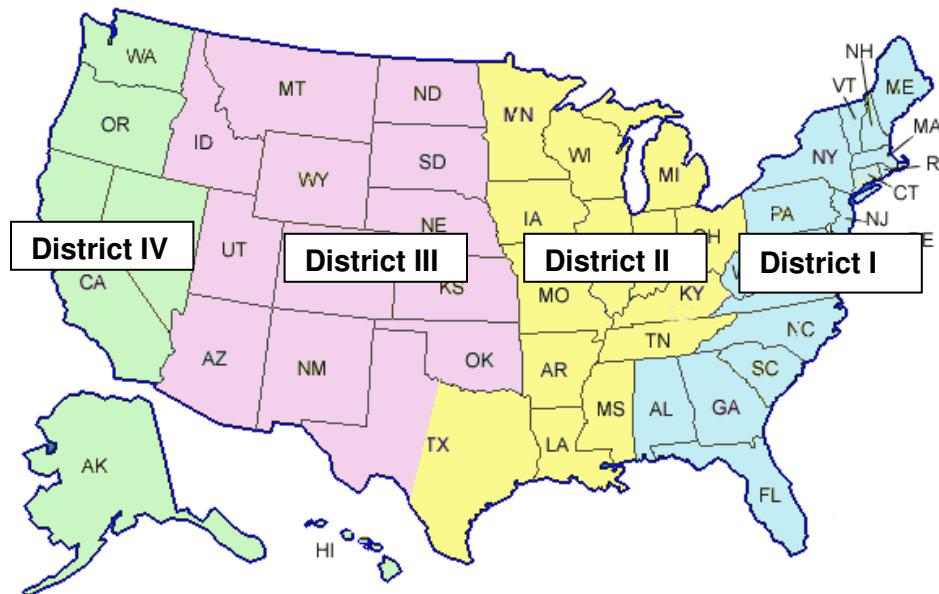 NH
WA
VT
ME
MT
ND
MN
OR
MA
ID
SD
WI
NY
R
WY
MI
CT
IA
PA
NE
NJ
District IV
UT
District III
District II
OH
District I
E
CA
KS
MO
KY
NC
TN
AZ
NM
OK
AR
SC
MS
AL
GA
TX
LA
AK
FL
HI